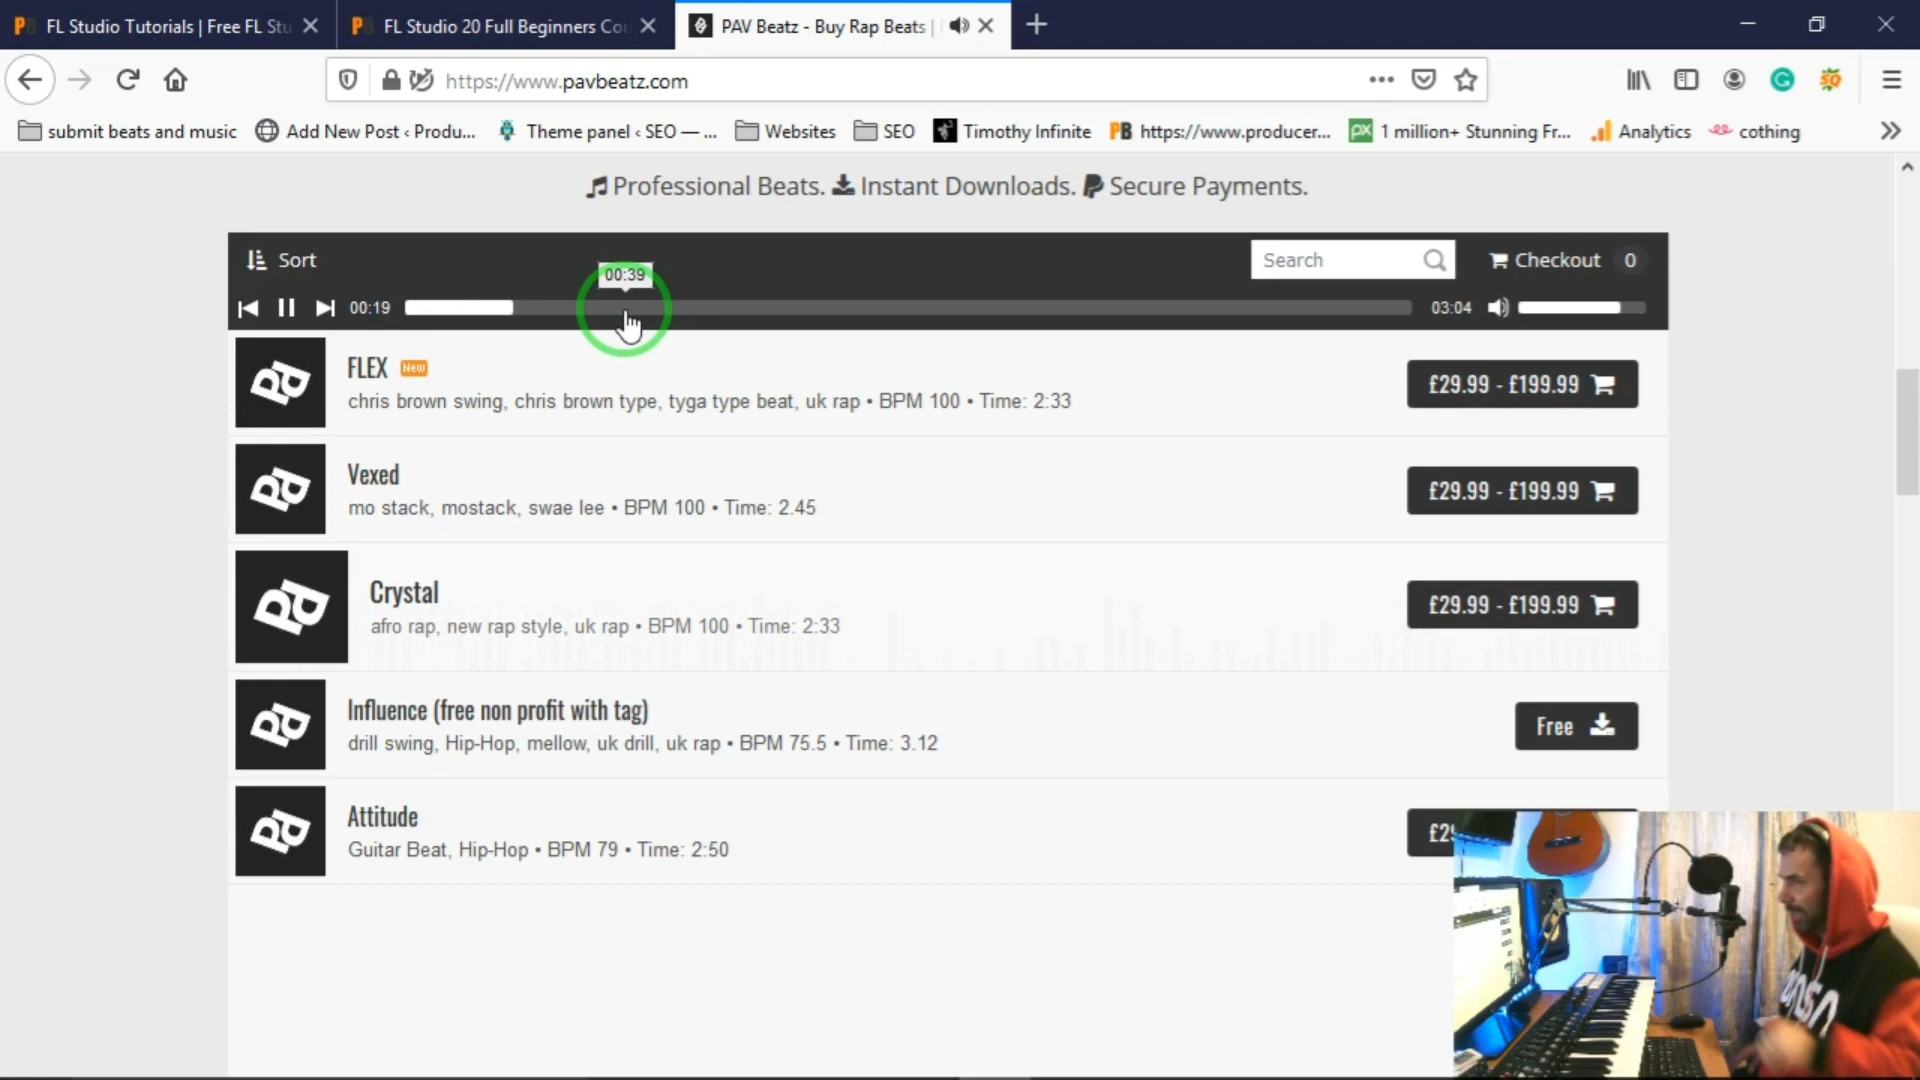 FL Studio Tutorials | Free FL Stu
FL Studio 20 Full Beginners Cou
PAV Beatz - Buy Rap Beats |
https://www.pavbeatz.com
submit beats and music
Add New Post ‹ Produ...
Theme panel ‹ SEO — ...
Websites
SEO
Timothy Infinite
PB https://www.producer...
px 1 million+ Stunning Fr...
Analytics
cothing
Professional Beats. Instant Downloads. Secure Payments.
Sort
Search
Checkout 0
00:39
00:19
03:04
FLEX New
chris brown swing, chris brown type, tyga type beat, uk rap • BPM 100 • Time: 2:33
£29.99 - £199.99
Vexed
mo stack, mostack, swae lee • BPM 100 • Time: 2.45
£29.99 - £199.99
Crystal
afro rap, new rap style, uk rap • BPM 100 • Time: 2:33
£29.99 - £199.99
Influence (free non profit with tag)
drill swing, Hip-Hop, mellow, uk drill, uk rap • BPM 75.5 • Time: 3.12
Free
Attitude
Guitar Beat, Hip-Hop • BPM 79 • Time: 2:50